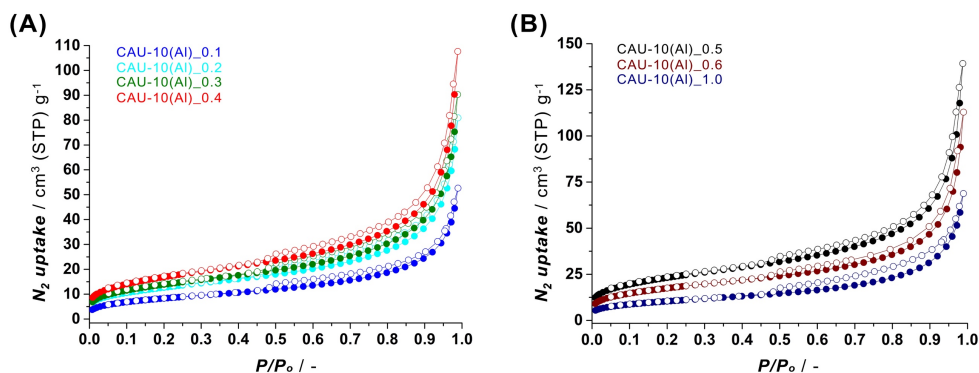 (A)
CAU-10(Al)_0.1
CAU-10(Al)_0.2
CAU-10(Al)_0.3
CAU-10(Al)_0.4
N₂ uptake / cm³ (STP) g⁻¹
110
100
90
80
70
60
50
40
30
20
10
0
0.0 0.1 0.2 0.3 0.4 0.5 0.6 0.7 0.8 0.9 1.0
P/Pₒ / -
(B)
CAU-10(Al)_0.5
CAU-10(Al)_0.6
CAU-10(Al)_1.0
N₂ uptake / cm³ (STP) g⁻¹
150
125
100
75
50
25
0
0.0 0.1 0.2 0.3 0.4 0.5 0.6 0.7 0.8 0.9 1.0
P/Pₒ / -